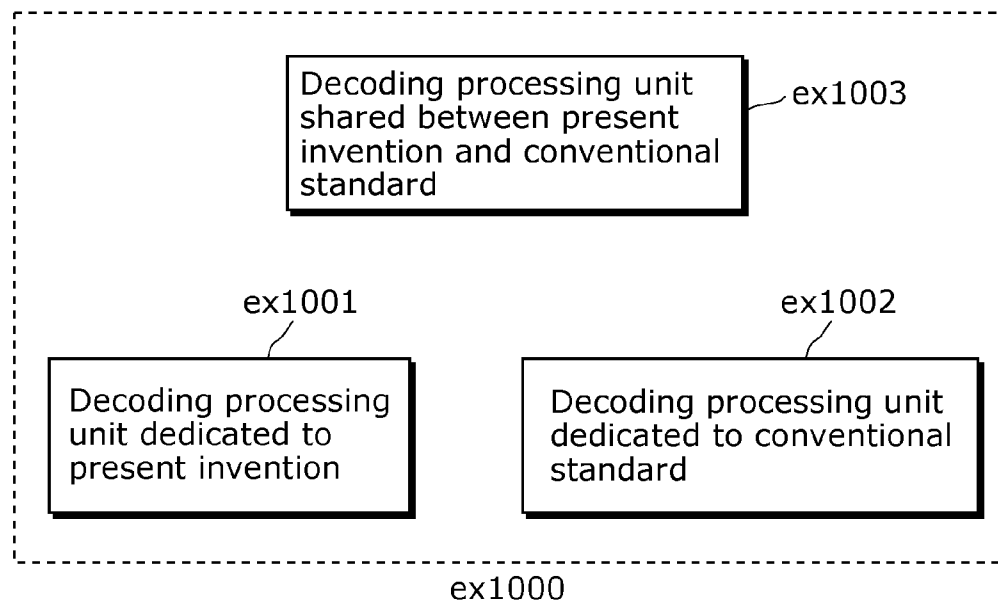 Decoding processing unit
shared between present
invention and conventional
standard
ex1003
ex1001
Decoding processing
unit dedicated to
present invention
ex1002
Decoding processing unit
dedicated to conventional
standard
ex1000